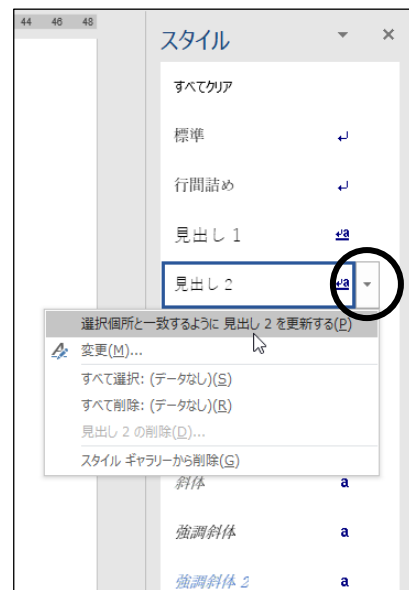 44 46 48
スタイル
すべてクリア
標準
行間詰め
見出し 1
見出し 2
選択個所と一致するように 見出し 2 を更新する(P)
変更(M)...
すべて選択: (データなし)(S)
すべて削除: (データなし)(R)
見出し 2 の削除(D)...
スタイル ギャラリーから削除(G)
斜体
強調斜体
強調斜体 2